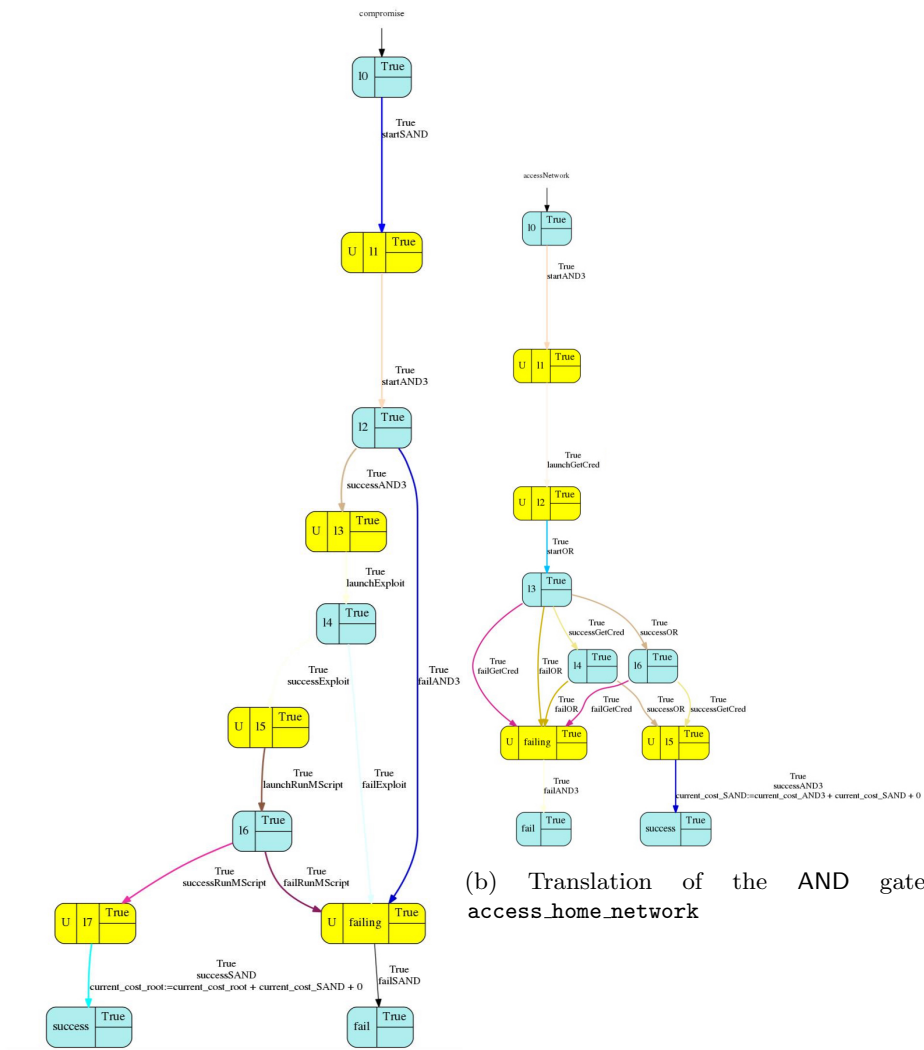 compromise
l0 True
True
startSAND
U l1 True
True
startAND3
l2 True
True
successAND3
U l3 True
True
launchExploit
l4 True
True
successExploit
True
failAND3
U l5 True
True
launchRunMScript
True
failExploit
l6 True
True
successRunMScript
True
failRunMScript
U l7 True
U failing True
True
successSAND
current_cost_root:=current_cost_root + current_cost_SAND + 0
True
failSAND
success True
fail True
accessNetwork
l0 True
True
startAND3
U l1 True
True
launchGetCred
U l2 True
True
startOR
l3 True
True
successGetCred
True
successOR
True
failGetCred
True
failOR
l4 True
l6 True
True
failOR
True
failGetCred
True
successOR
True
successGetCred
U failing True
U l5 True
True
failAND3
True
successAND3
current_cost_SAND:=current_cost_AND3 + current_cost_SAND + 0
fail True
success True
(b) Translation of the AND gate
access_home_network